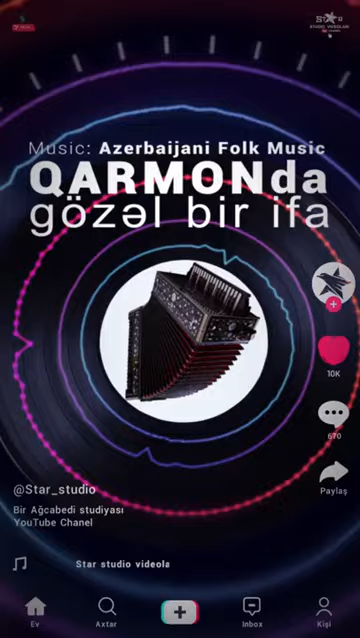 STAR
Music: Azerbaijani Folk Music
QARMONda
gözəl bir ifa
10K
670
Paylaş
@Star_studio
Bir Ağcabedi studiyası
YouTube Chanel
Star studio videola
Ev
Axtar
Inbox
Kişi